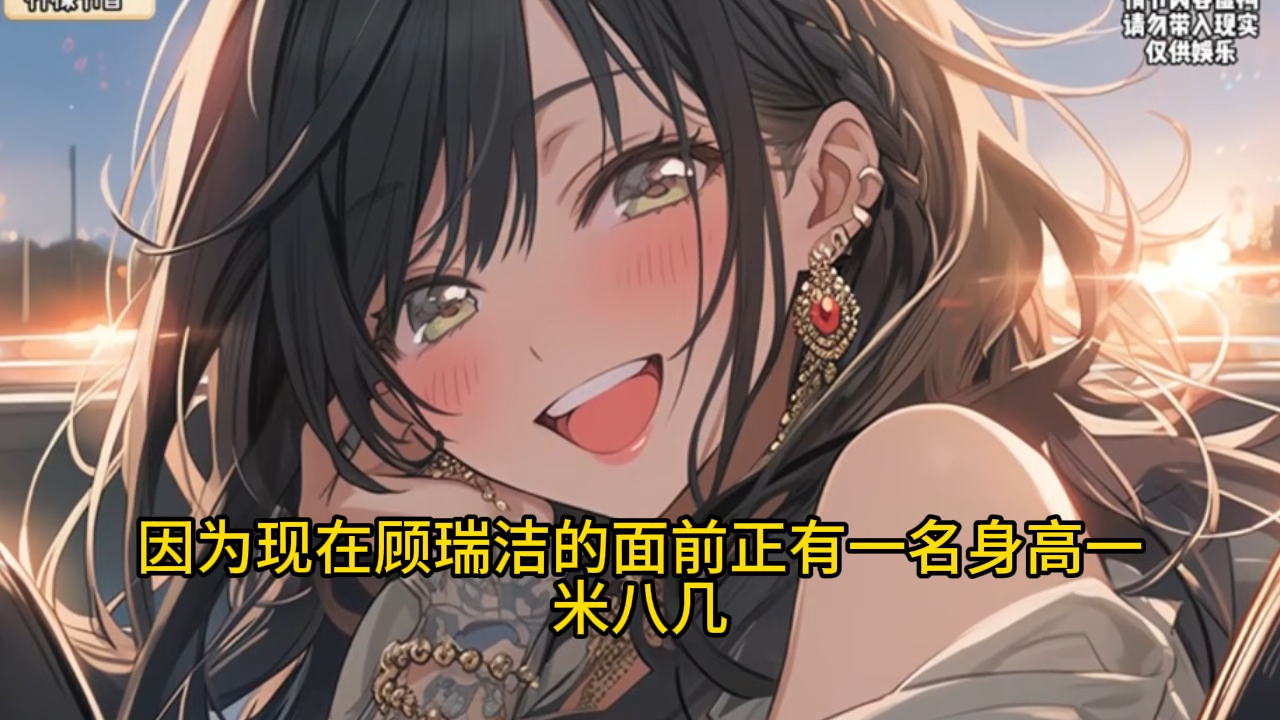 请勿带入现实
仅供娱乐
因为现在顾瑞洁的面前正有一名身高一
米八几